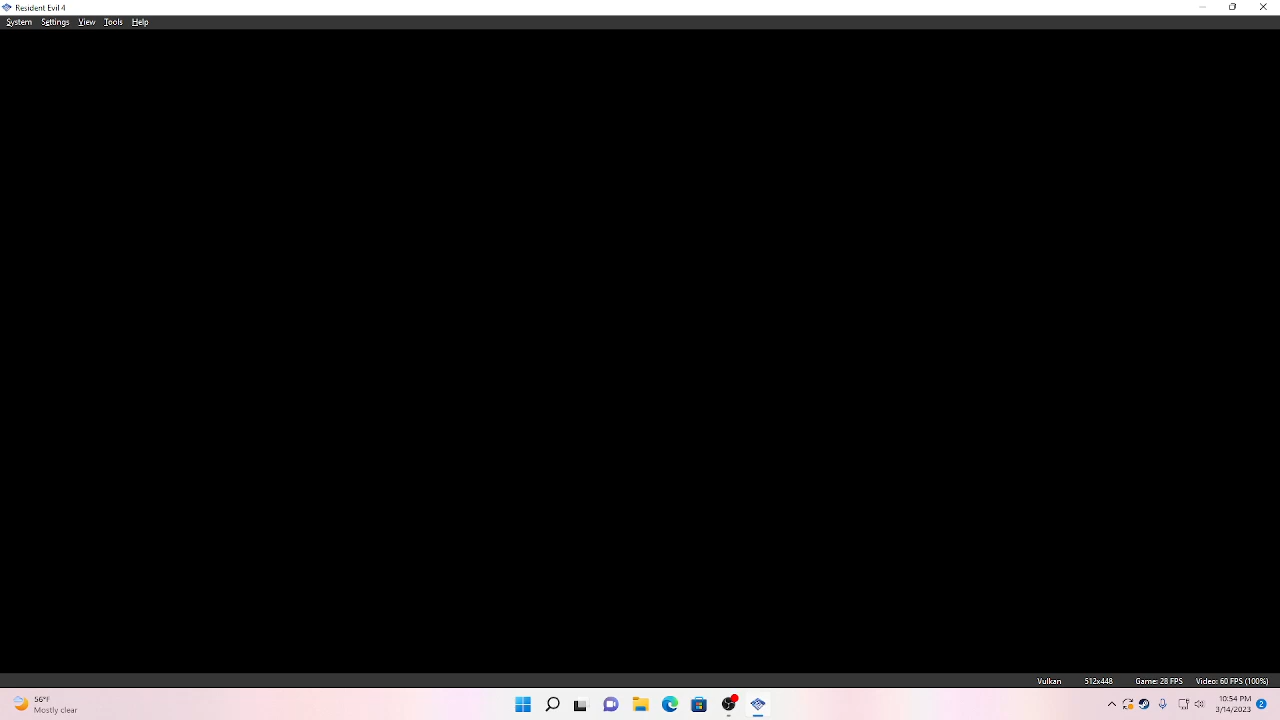 Resident Evil 4
System Settings View Tools Help
Vulkan 512x448 Game: 28 FPS Video: 60 FPS (100%)
56°F
Mostly clear
10:54 PM
3/14/2023
2